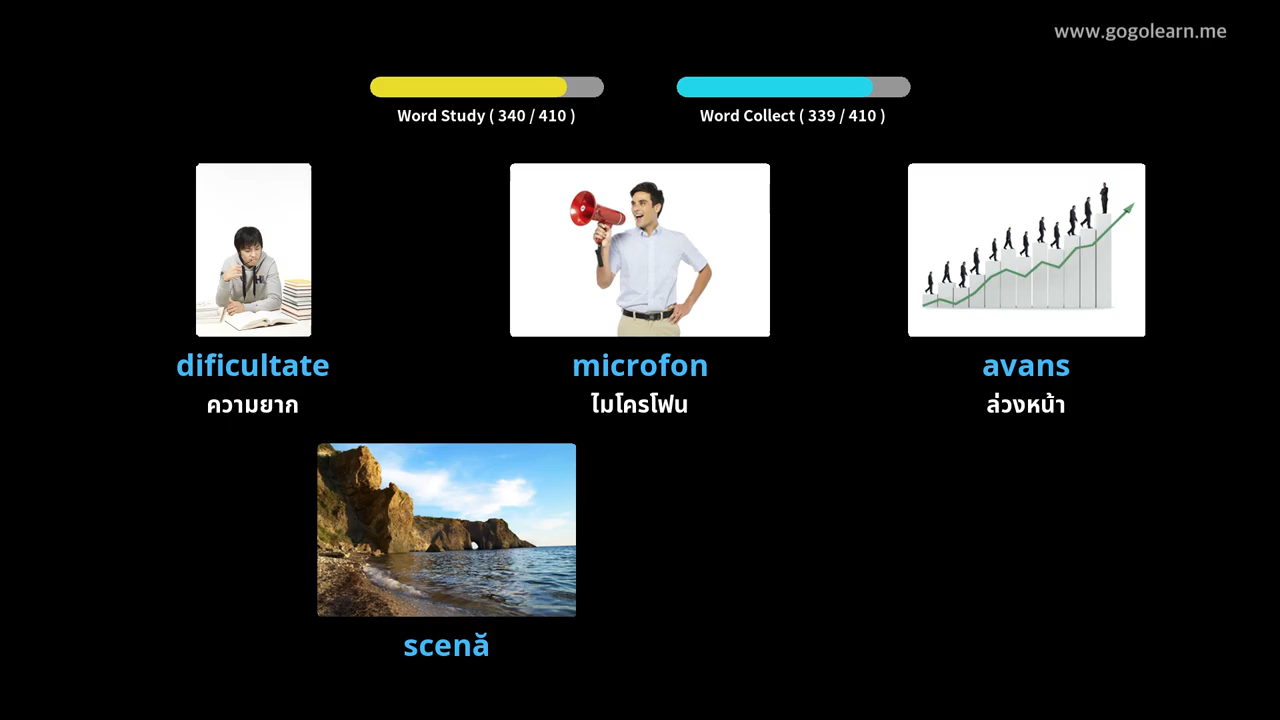 www.gogolearn.me
Word Study ( 340 / 410 )
Word Collect ( 339 / 410 )
dificultate
ความยาก
microfon
ไมโครโฟน
avans
ล่วงหน้า
scenă